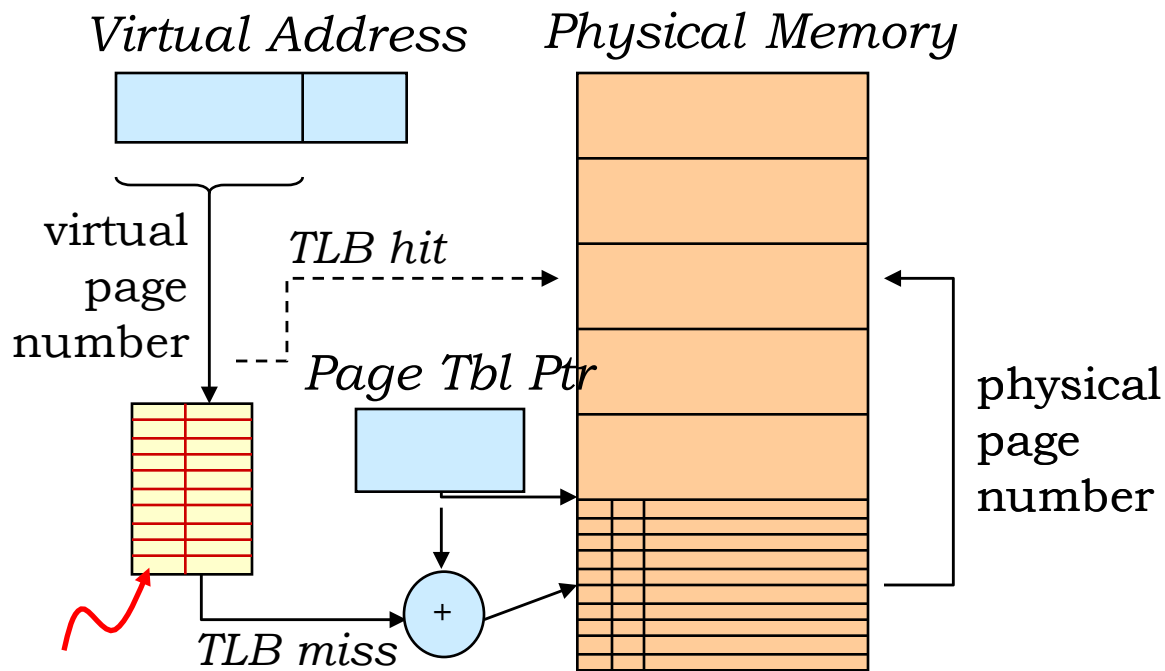 Virtual Address
Physical Memory
virtual
page
number
TLB hit
Page Tbl Ptr
physical
page
number
+
TLB miss